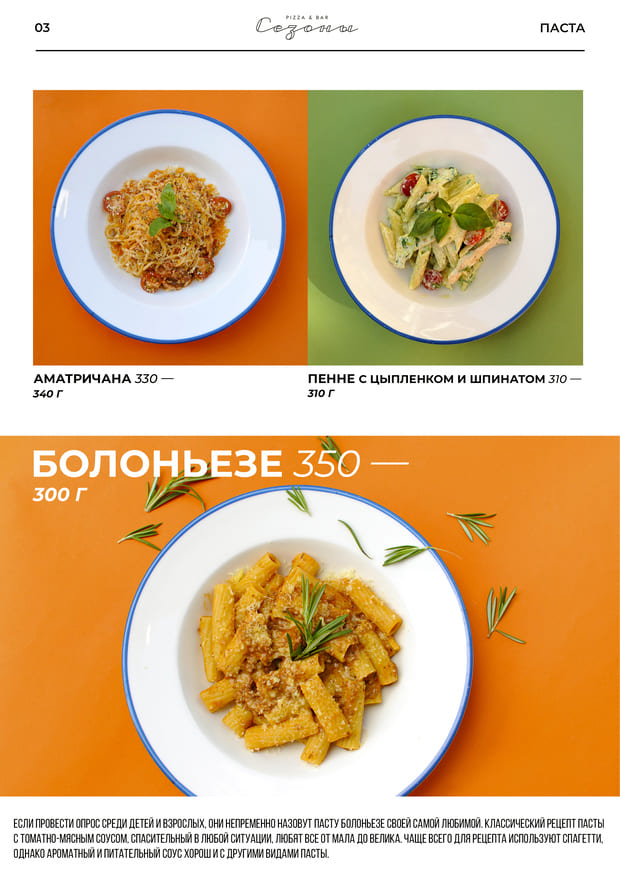 03
PIZZA & BAR
Сезоны
ПАСТА
АМАТРИЧАНА 330 —
340 Г
ПЕННЕ С ЦЫПЛЕНКОМ И ШПИНАТОМ 310 —
310 Г
БОЛОНЬЕЗЕ 350 —
300 Г
ЕСЛИ ПРОВЕСТИ ОПРОС СРЕДИ ДЕТЕЙ И ВЗРОСЛЫХ, ОНИ НЕПРЕМЕННО НАЗОВУТ ПАСТУ БОЛОНЬЕЗЕ СВОЕЙ САМОЙ ЛЮБИМОЙ. КЛАССИЧЕСКИЙ РЕЦЕПТ ПАСТЫ
С ТОМАТНО-МЯСНЫМ СОУСОМ, СПАСИТЕЛЬНЫЙ В ЛЮБОЙ СИТУАЦИИ, ЛЮБЯТ ВСЕ ОТ МАЛА ДО ВЕЛИКА. ЧАЩЕ ВСЕГО ДЛЯ РЕЦЕПТА ИСПОЛЬЗУЮТ СПАГЕТТИ,
ОДНАКО АРОМАТНЫЙ И ПИТАТЕЛЬНЫЙ СОУС ХОРОШ И С ДРУГИМИ ВИДАМИ ПАСТЫ.